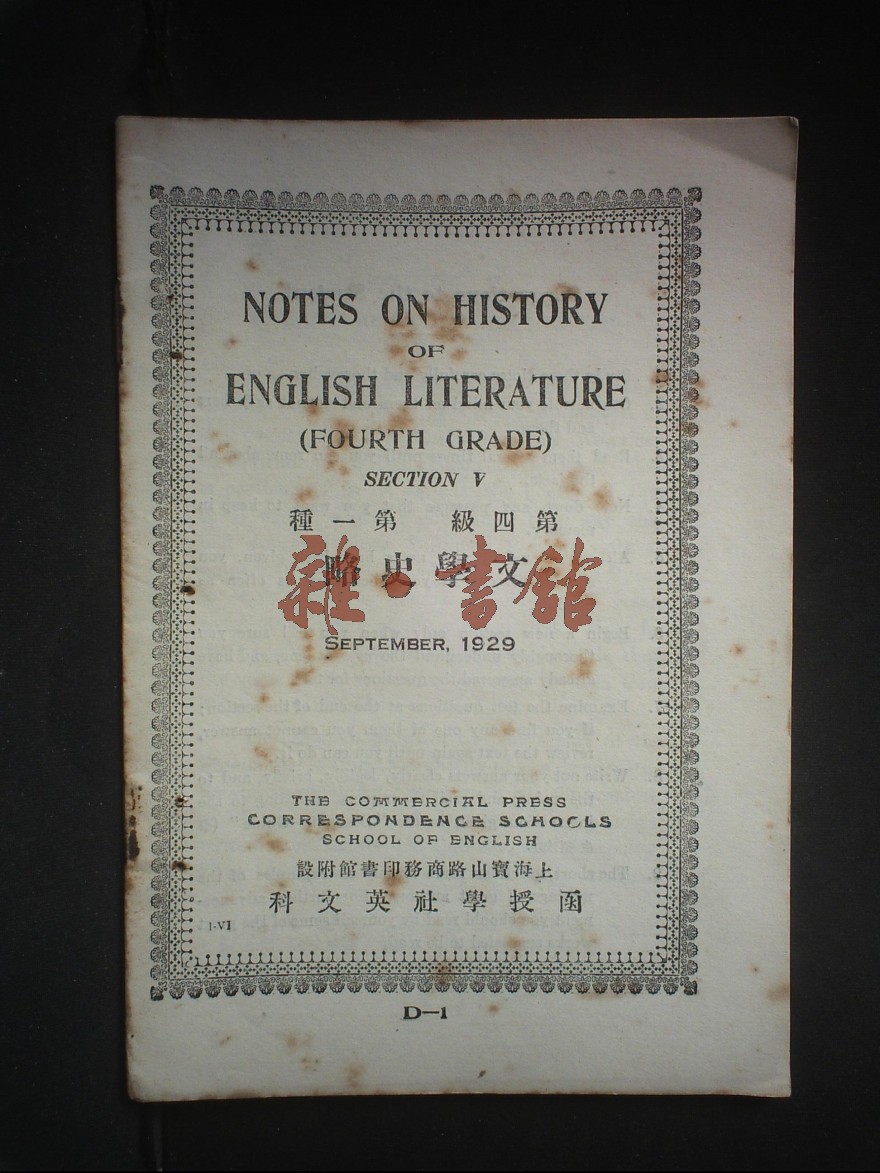 NOTES ON HISTORY
OF
ENGLISH LITERATURE
(FOURTH GRADE)
SECTION V
第四級 第一種
文學史略
雜·書館
SEPTEMBER, 1929
THE COMMERCIAL PRESS
CORRESPONDENCE SCHOOLS
SCHOOL OF ENGLISH
上海寶山路商務印書館附設
函授學社英文科
I-VI
D—1